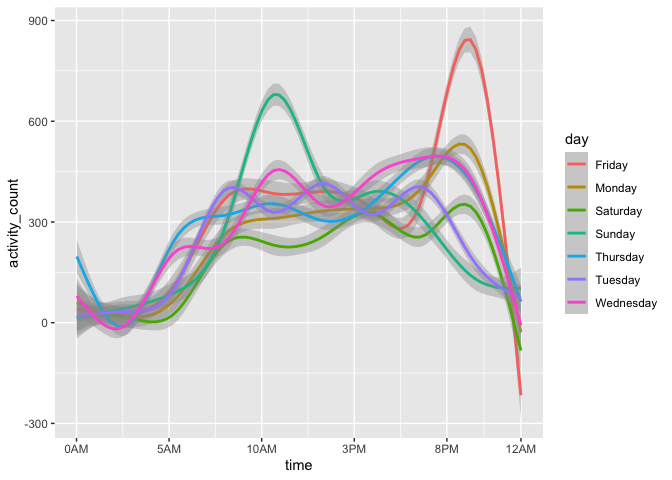 900
600
300
0
-300
activity_count
0AM
5AM
10AM
3PM
8PM
12AM
time
day
Friday
Monday
Saturday
Sunday
Thursday
Tuesday
Wednesday